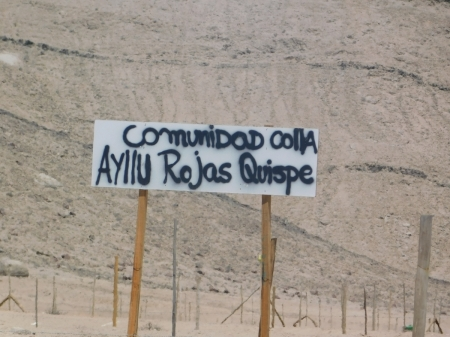 comunidad colla
Ayllu Rojas Quispe